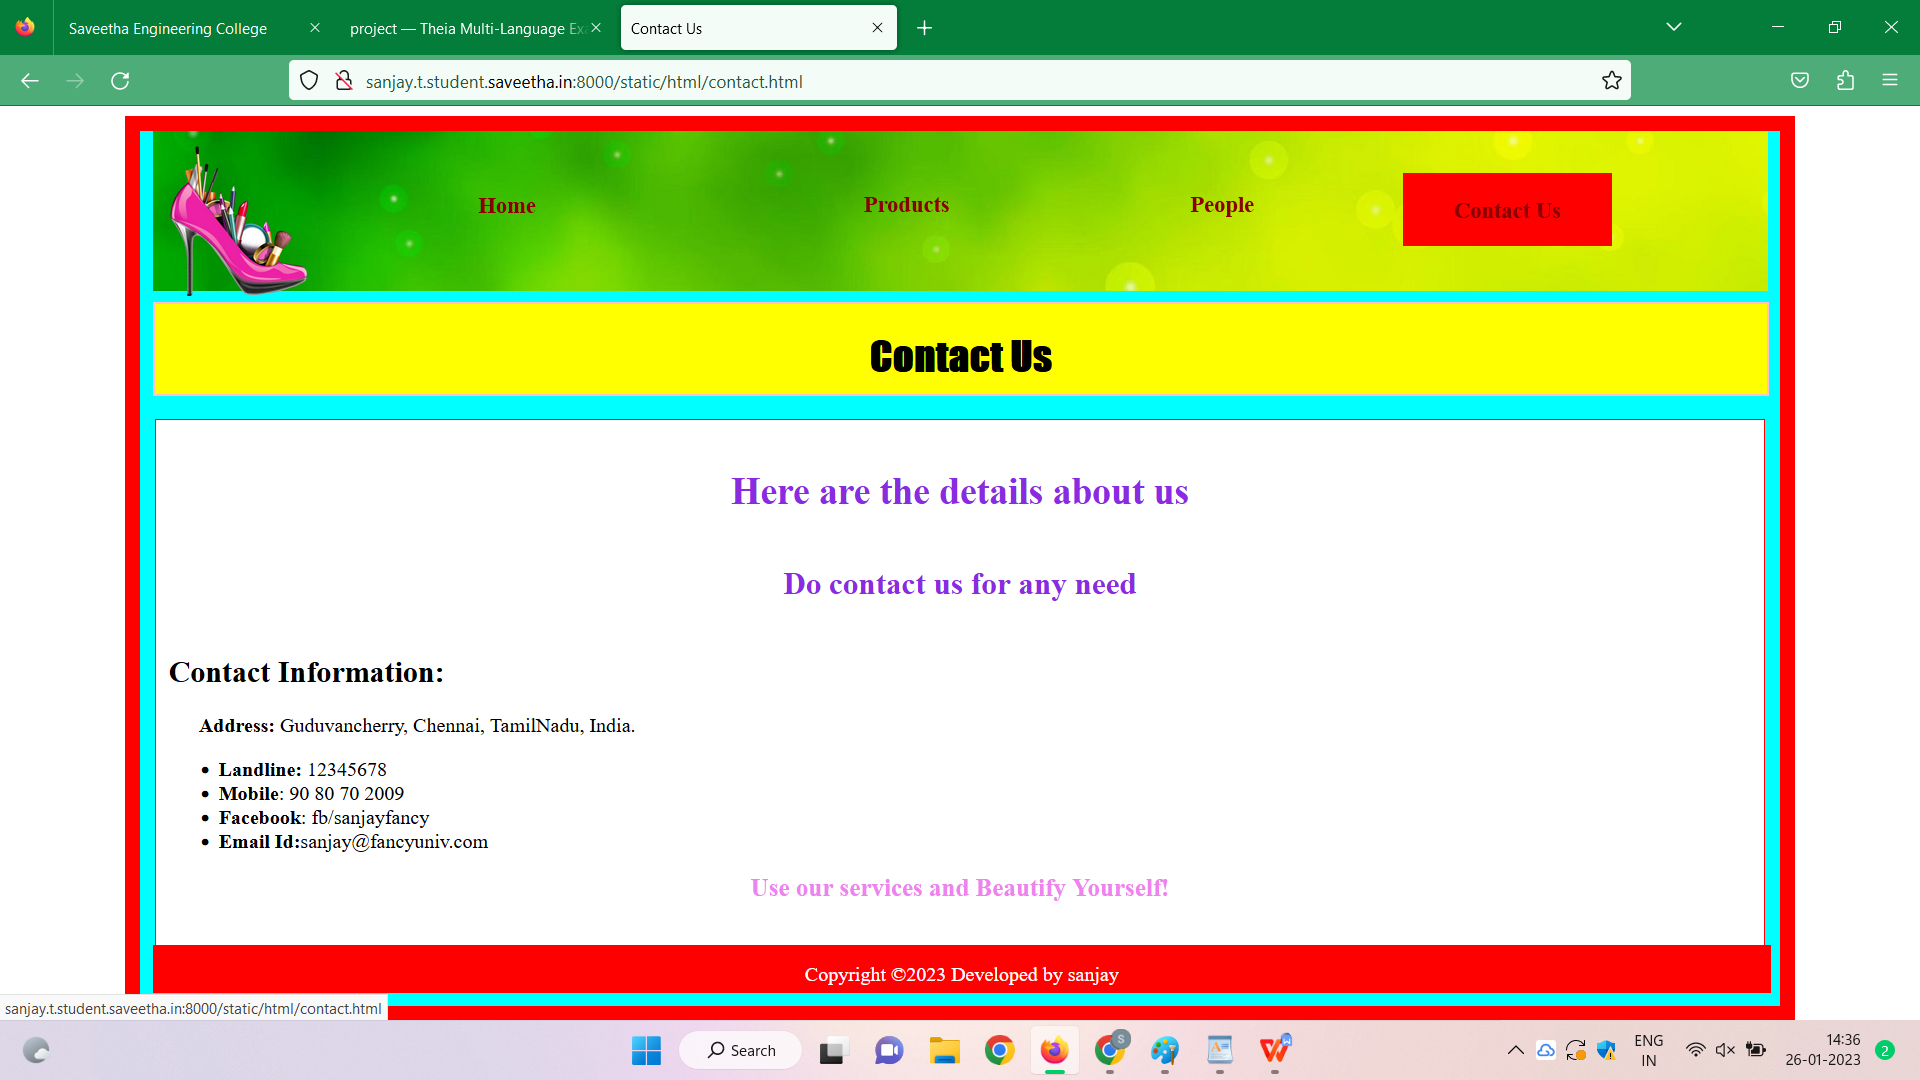 Saveetha Engineering College
project — Theia Multi-Language Exa
Contact Us
sanjay.t.student.saveetha.in:8000/static/html/contact.html
Home
Products
People
Contact Us
Contact Us
Here are the details about us
Do contact us for any need
Contact Information:
Address: Guduvancherry, Chennai, TamilNadu, India.
• Landline: 12345678
• Mobile: 90 80 70 2009
• Facebook: fb/sanjayfancy
• Email Id:sanjay@fancyuniv.com
Use our services and Beautify Yourself!
Copyright ©2023 Developed by sanjay
sanjay.t.student.saveetha.in:8000/static/html/contact.html
Search
S
W
ENG
IN
14:36
26-01-2023
2